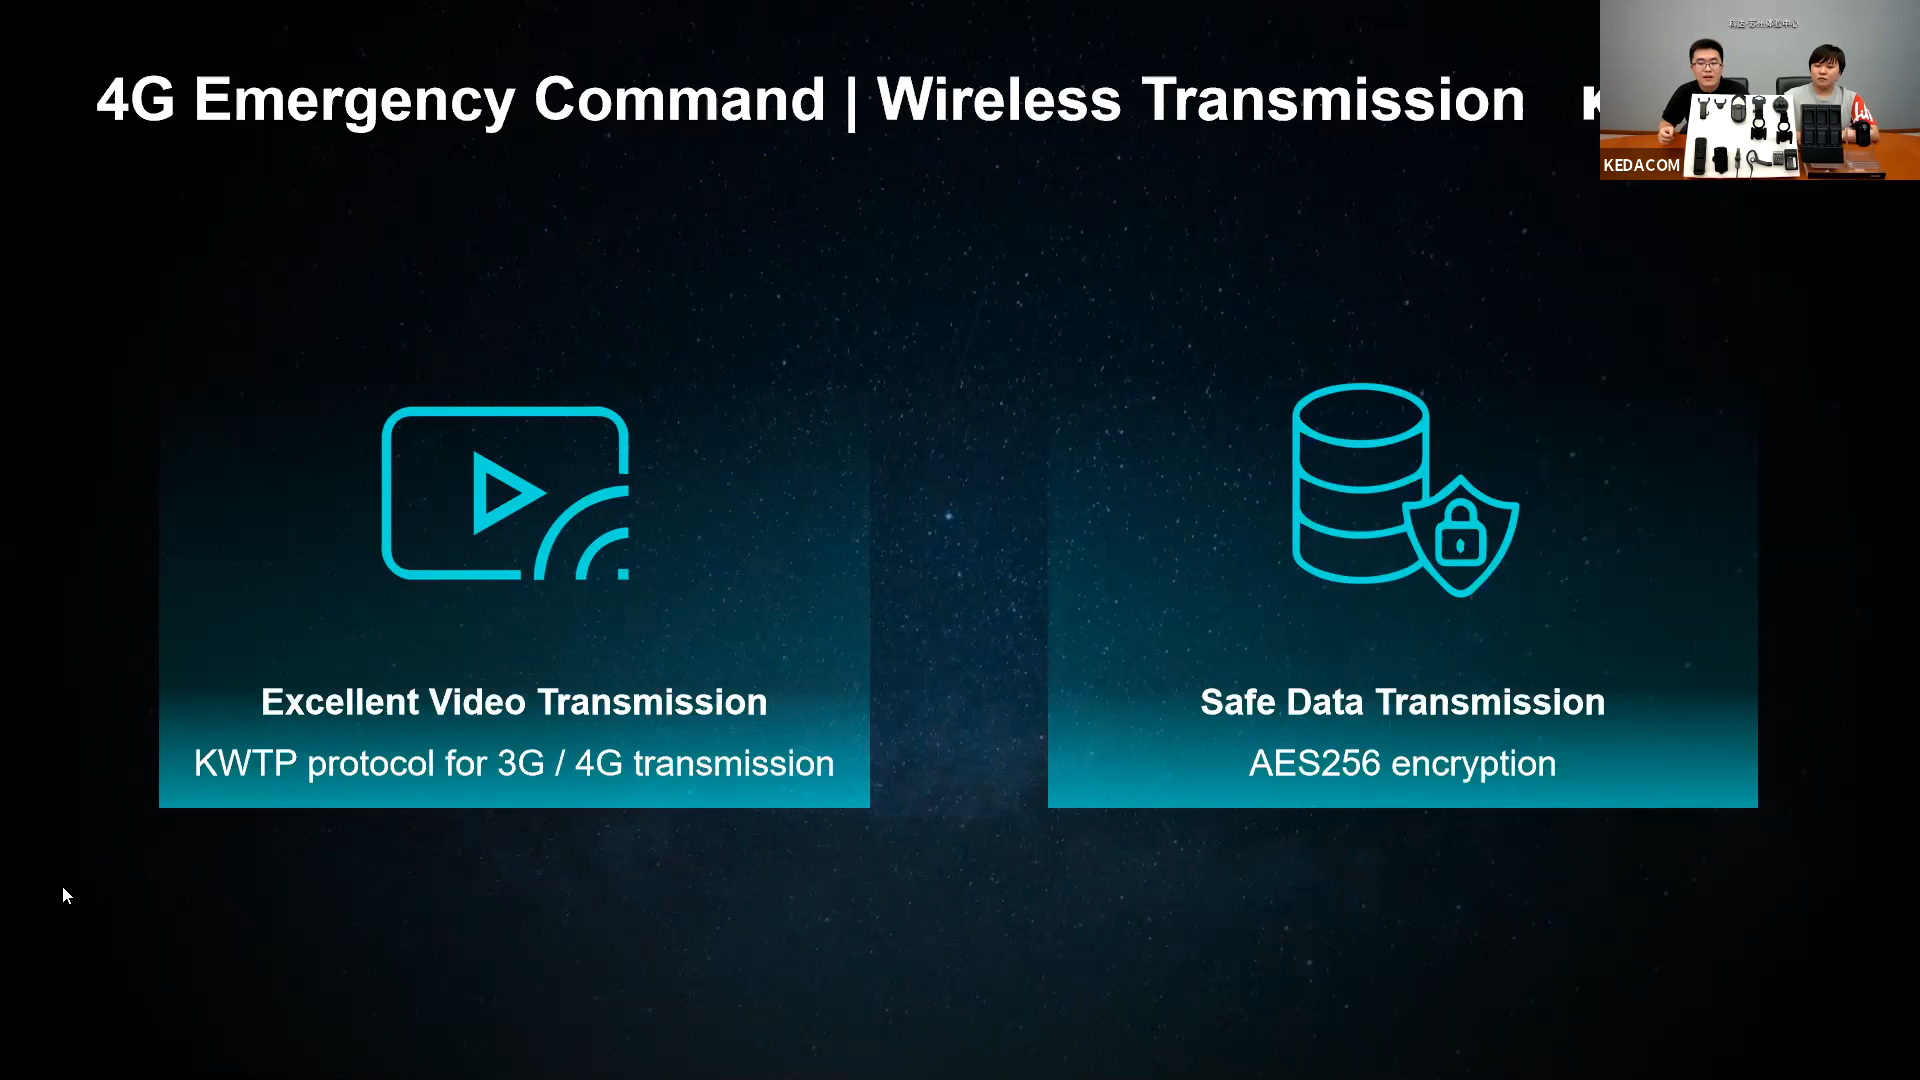 4G Emergency Command | Wireless Transmission
KEDACOM
Excellent Video Transmission
KWTP protocol for 3G / 4G transmission
Safe Data Transmission
AES256 encryption